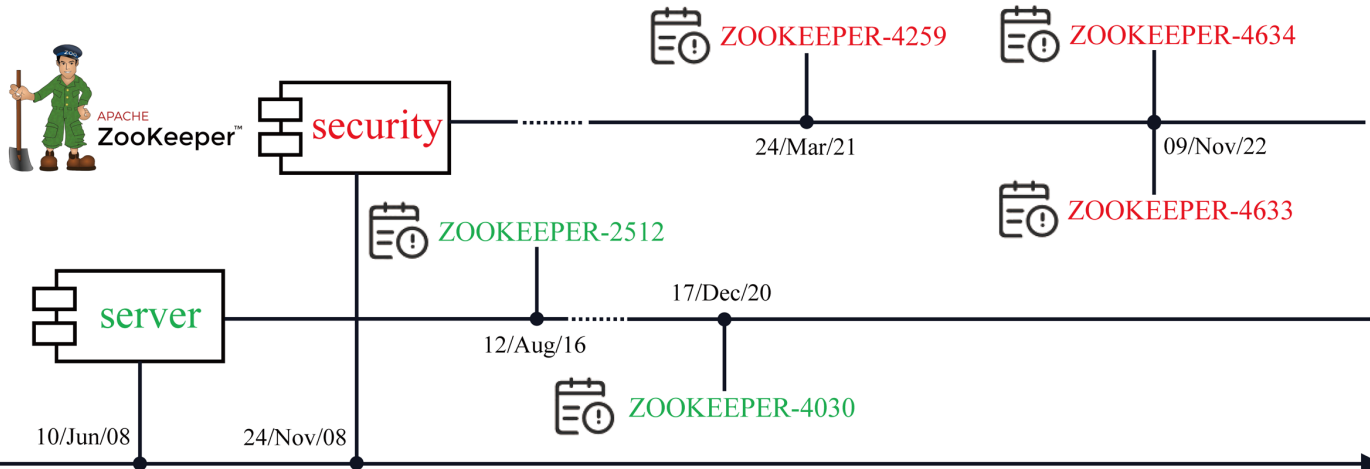 ZOOKEEPER-4259
ZOOKEEPER-4634
ZOO
APACHE
ZooKeeper™
security
24/Mar/21
09/Nov/22
ZOOKEEPER-4633
ZOOKEEPER-2512
server
17/Dec/20
12/Aug/16
ZOOKEEPER-4030
10/Jun/08
24/Nov/08